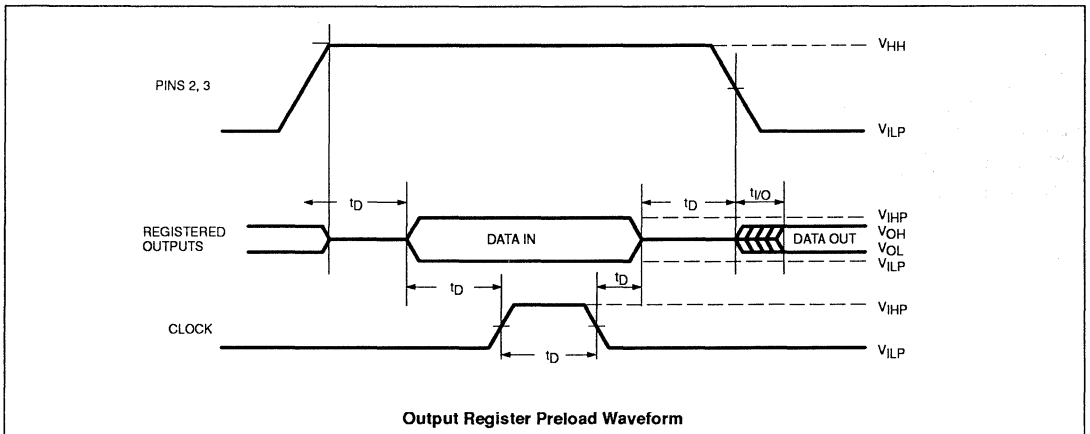 VHH
PINS 2, 3
VILP
tD tD tI/O
VIHP
REGISTERED OUTPUTS
DATA IN
DATA OUT
VOH
VOL
VILP
tD tD
VIHP
CLOCK
tD
VILP
Output Register Preload Waveform